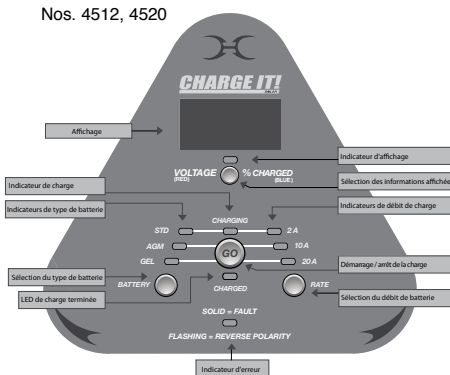 Nos. 4512, 4520
CHARGE IT!
Affichage
Indicateur d'affichage
VOLTAGE
(RED)
% CHARGED
(BLUE)
Sélection des informations affichée
Indicateur de charge
Indicateurs de type de batterie
CHARGING
Indicateurs de débit de charge
STD
2 A
AGM
10 A
GO
GEL
20 A
Démarrage / arrêt de la charge
Sélection du type de batterie
BATTERY
RATE
LED de charge terminée
CHARGED
Sélection du débit de batterie
SOLID = FAULT
FLASHING = REVERSE POLARITY
Indicateur d'erreur